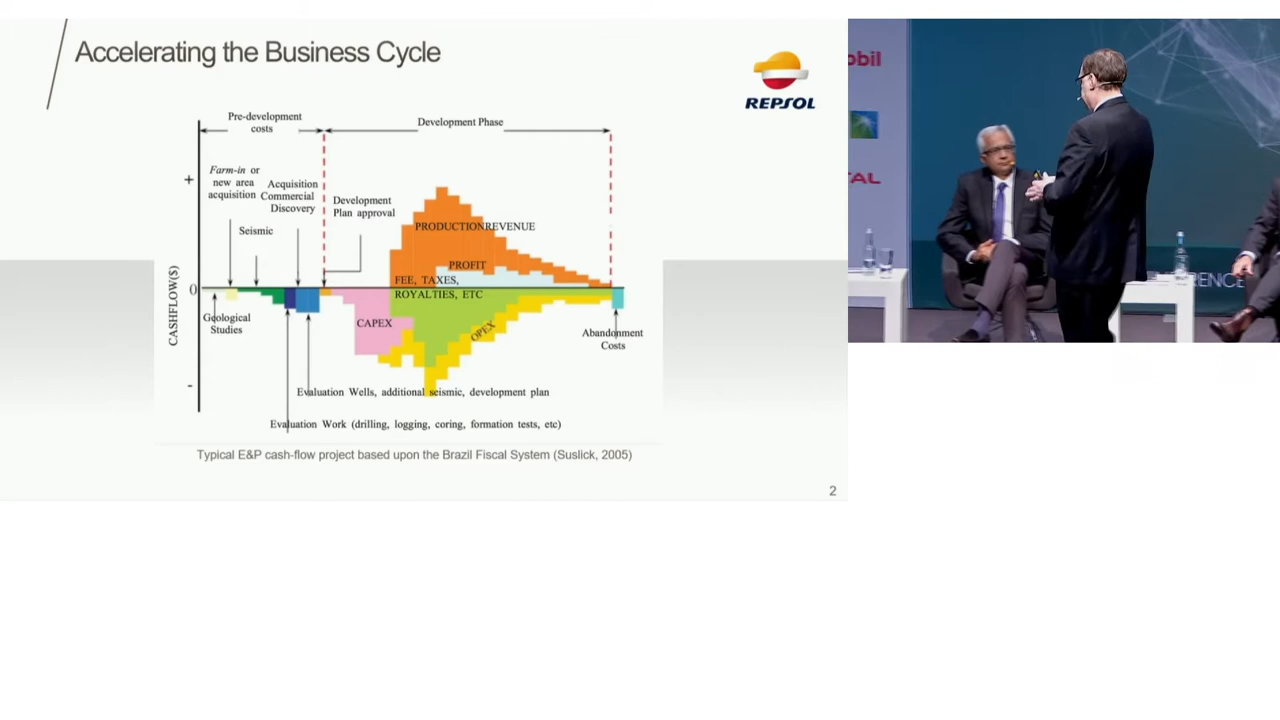 Accelerating the Business Cycle
REPSOL
Pre-development
costs
Development Phase
+
Farm-in or
new area
acquisition
Acquisition
Commercial
Discovery
Seismic
Development
Plan approval
PRODUCTIONREVENUE
PROFIT
FEE, TAXES,
ROYALTIES, ETC
0
CASHFLOW($)
Geological
Studies
CAPEX
OPEX
Abandonment
Costs
-
Evaluation Wells, additional seismic, development plan
Evaluation Work (drilling, logging, coring, formation tests, etc)
Typical E&P cash-flow project based upon the Brazil Fiscal System (Suslick, 2005)
2
obil
TAL
ENCE